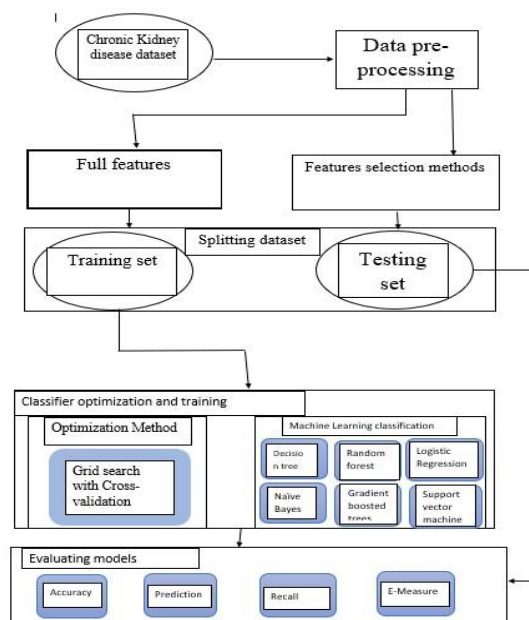 Chronic Kidney
disease dataset
Data pre-
processing
Full features
Features selection methods
Splitting dataset
Training set
Testing
set
Classifier optimization and training
Optimization Method
Grid search
with Cross-
validation
Machine Learning classification
Decisio
n tree
Random
forest
Logistic
Regression
Naïve
Bayes
Gradient
boosted
trees
Support
vector
machine
Evaluating models
Accuracy
Prediction
Recall
E-Measure